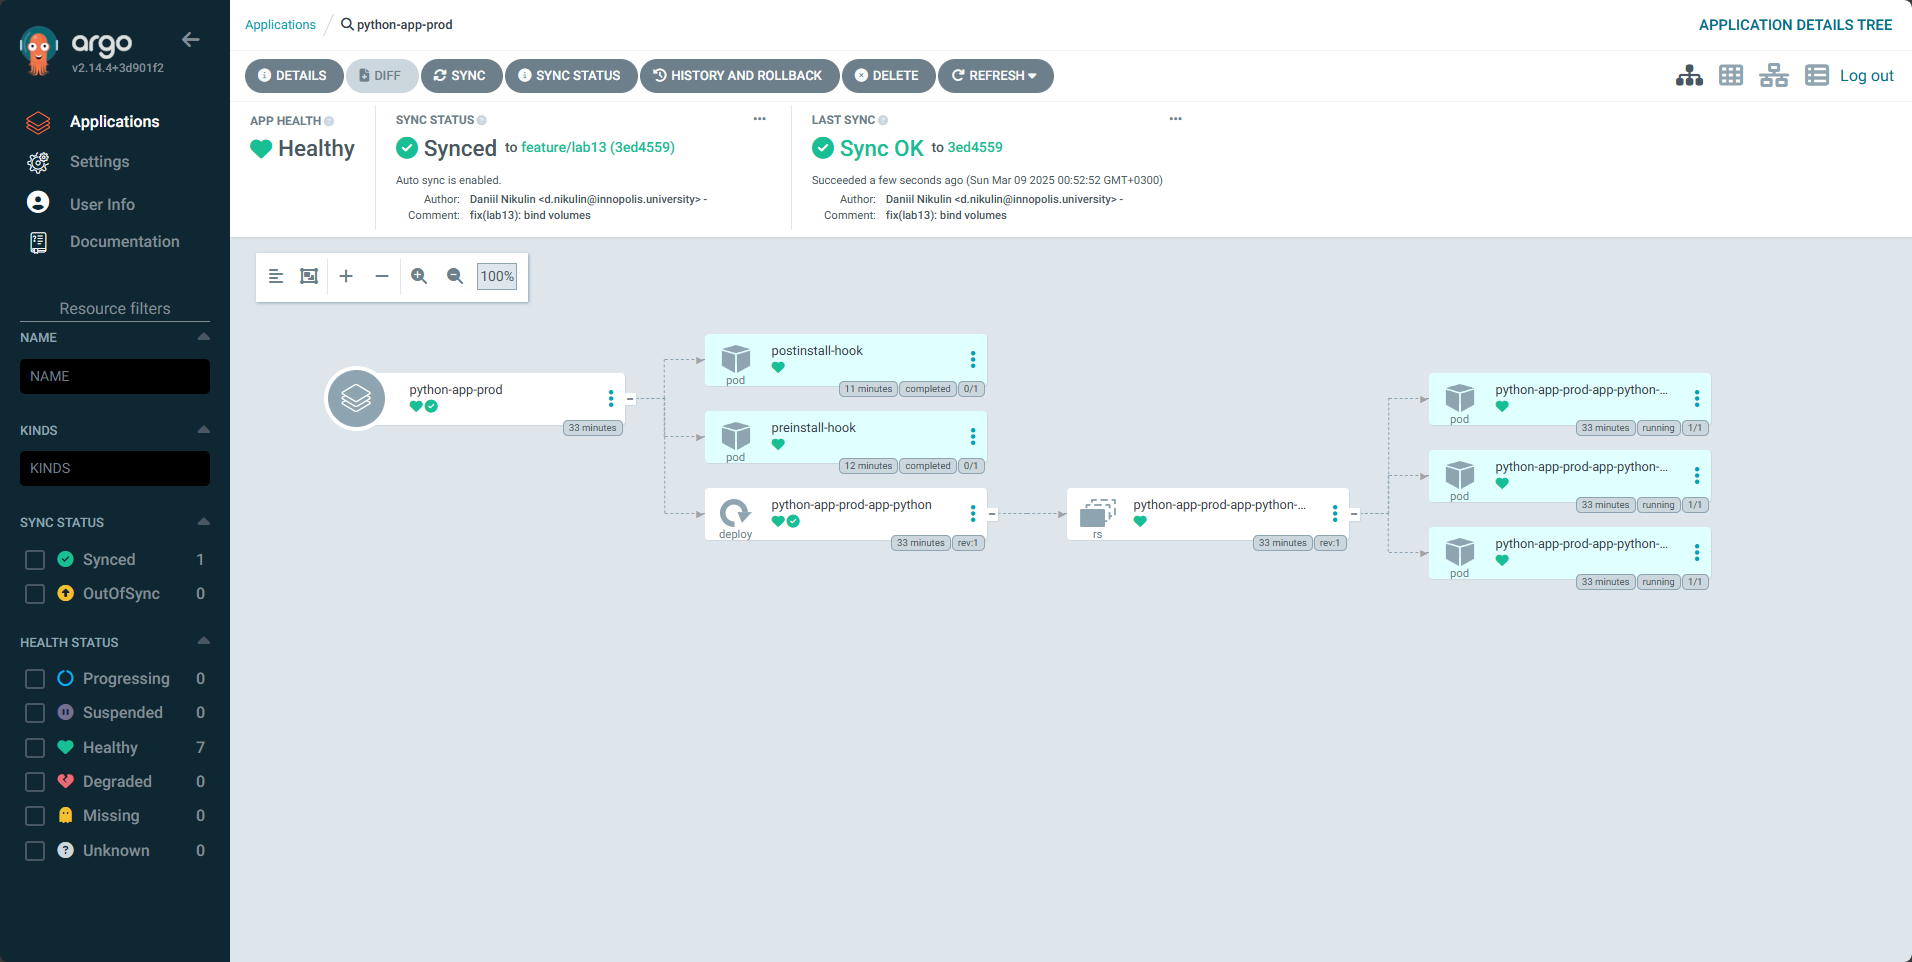 argo
v2.14.4+3d901f2
Applications
Settings
User Info
Documentation
Resource filters
NAME
NAME
KINDS
KINDS
SYNC STATUS
Synced 1
OutOfSync 0
HEALTH STATUS
Progressing 0
Suspended 0
Healthy 7
Degraded 0
Missing 0
Unknown 0
Applications / python-app-prod
APPLICATION DETAILS TREE
DETAILS DIFF SYNC SYNC STATUS HISTORY AND ROLLBACK DELETE REFRESH
Log out
APP HEALTH
Healthy
SYNC STATUS
Synced to feature/lab13 (3ed4559)
Auto sync is enabled.
Author: Daniil Nikulin <d.nikulin@innopolis.university> -
Comment: fix(lab13): bind volumes
LAST SYNC
Sync OK to 3ed4559
Succeeded a few seconds ago (Sun Mar 09 2025 00:52:52 GMT+0300)
Author: Daniil Nikulin <d.nikulin@innopolis.university> -
Comment: fix(lab13): bind volumes
100%
python-app-prod
33 minutes
postinstall-hook
pod
11 minutes completed 0/1
preinstall-hook
pod
12 minutes completed 0/1
python-app-prod-app-python
deploy
33 minutes rev:1
python-app-prod-app-python-...
rs
33 minutes rev:1
python-app-prod-app-python-...
pod
33 minutes running 1/1
python-app-prod-app-python-...
pod
33 minutes running 1/1
python-app-prod-app-python-...
pod
33 minutes running 1/1